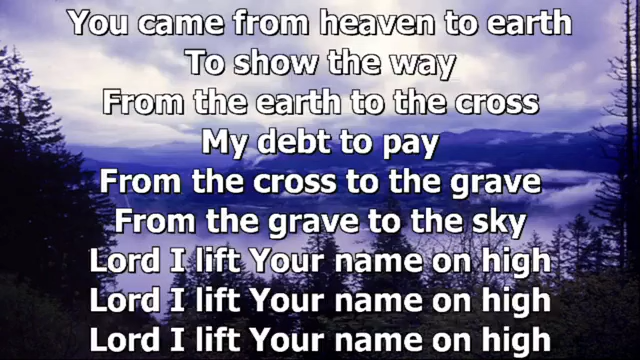 You came from heaven to earth
To show the way
From the earth to the cross
My debt to pay
From the cross to the grave
From the grave to the sky
Lord I lift Your name on high
Lord I lift Your name on high
Lord I lift Your name on high